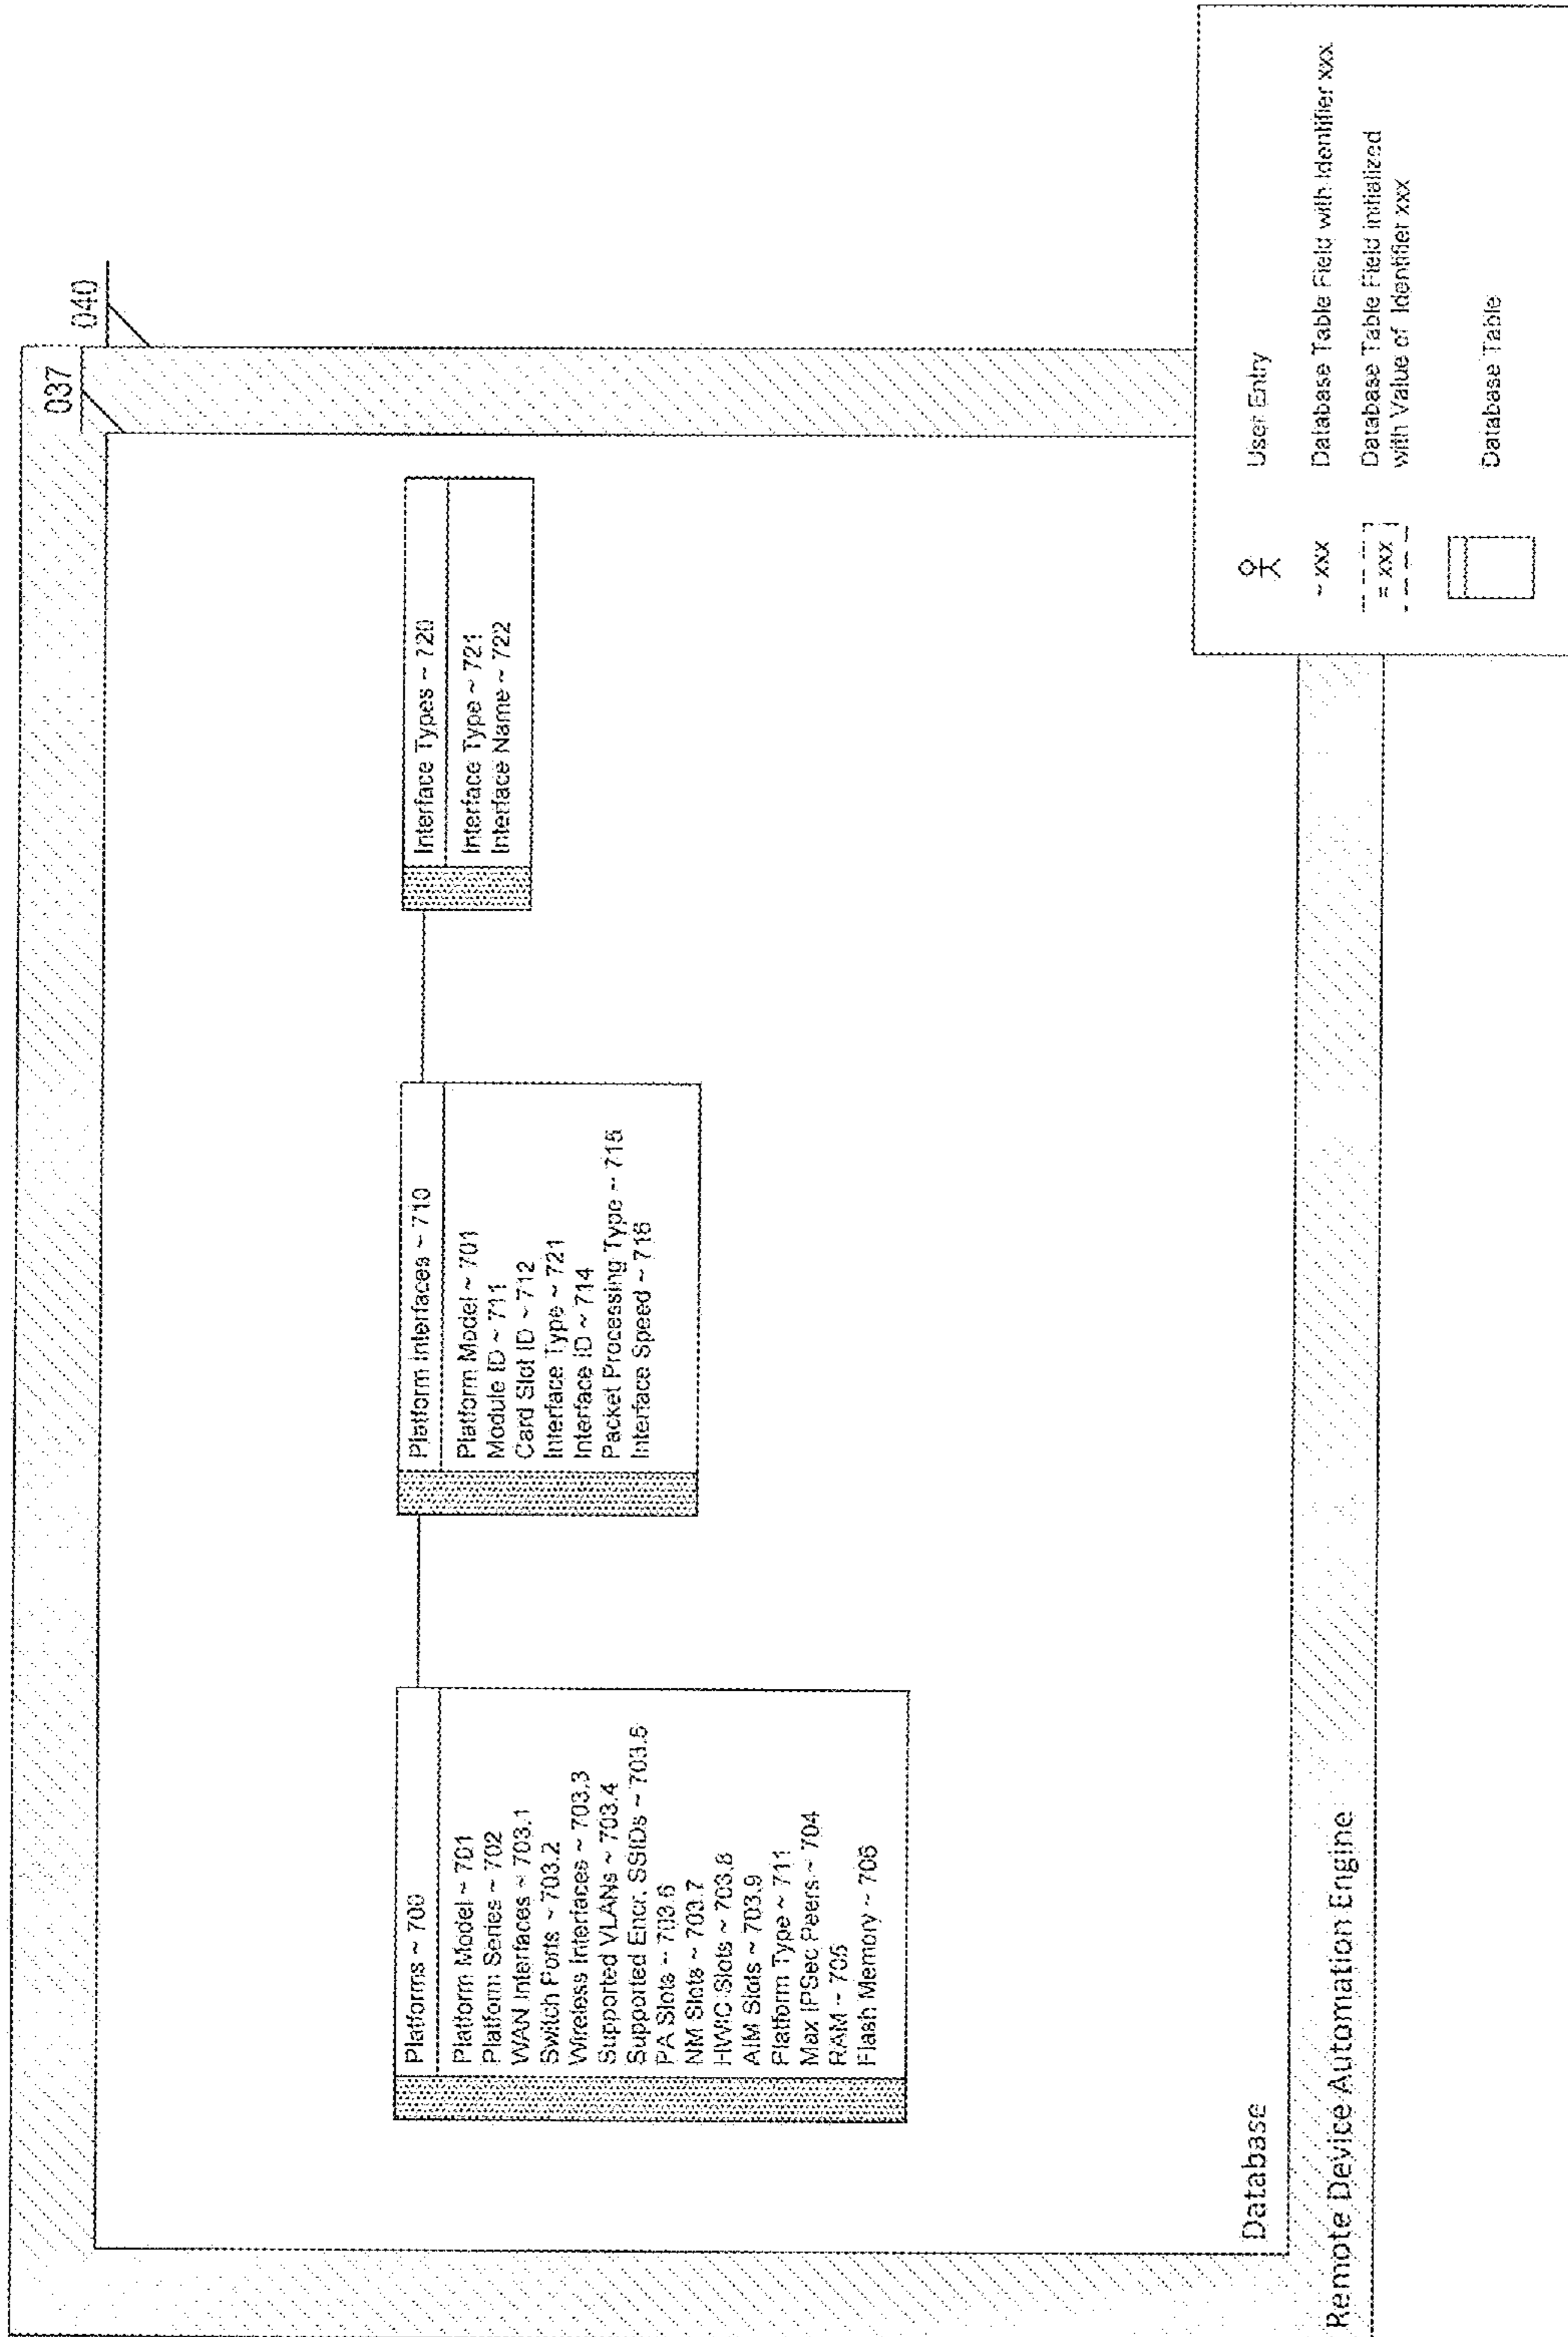 037
040
Platforms ~ 700
Platform Model ~ 701
Platform Series ~ 702
WAN Interfaces ~ 703.1
Switch Ports ~ 703.2
Wireless Interfaces ~ 703.3
Supported VLANs ~ 703.4
Supported Encr. SSIDs ~ 703.5
PA Slots ~ 703.6
NM Slots ~ 703.7
HWIC Slots ~ 703.8
AIM Slots ~ 703.9
Platform Type ~ 711
Max IPSec Peers ~ 704
RAM ~ 705
Flash Memory ~ 706
Platform Interfaces ~ 710
Platform Model ~ 701
Module ID ~ 711
Card Slot ID ~ 712
Interface Type ~ 721
Interface ID ~ 714
Packet Processing Type ~ 715
Interface Speed ~ 716
Interface Types ~ 720
Interface Type ~ 721
Interface Name ~ 722
Database
Remote Device Automation Engine
User Entry
~ xxx Database Table Field with Identifier xxx
= xxx Database Table Field initialized
with Value of Identifier xxx
Database Table